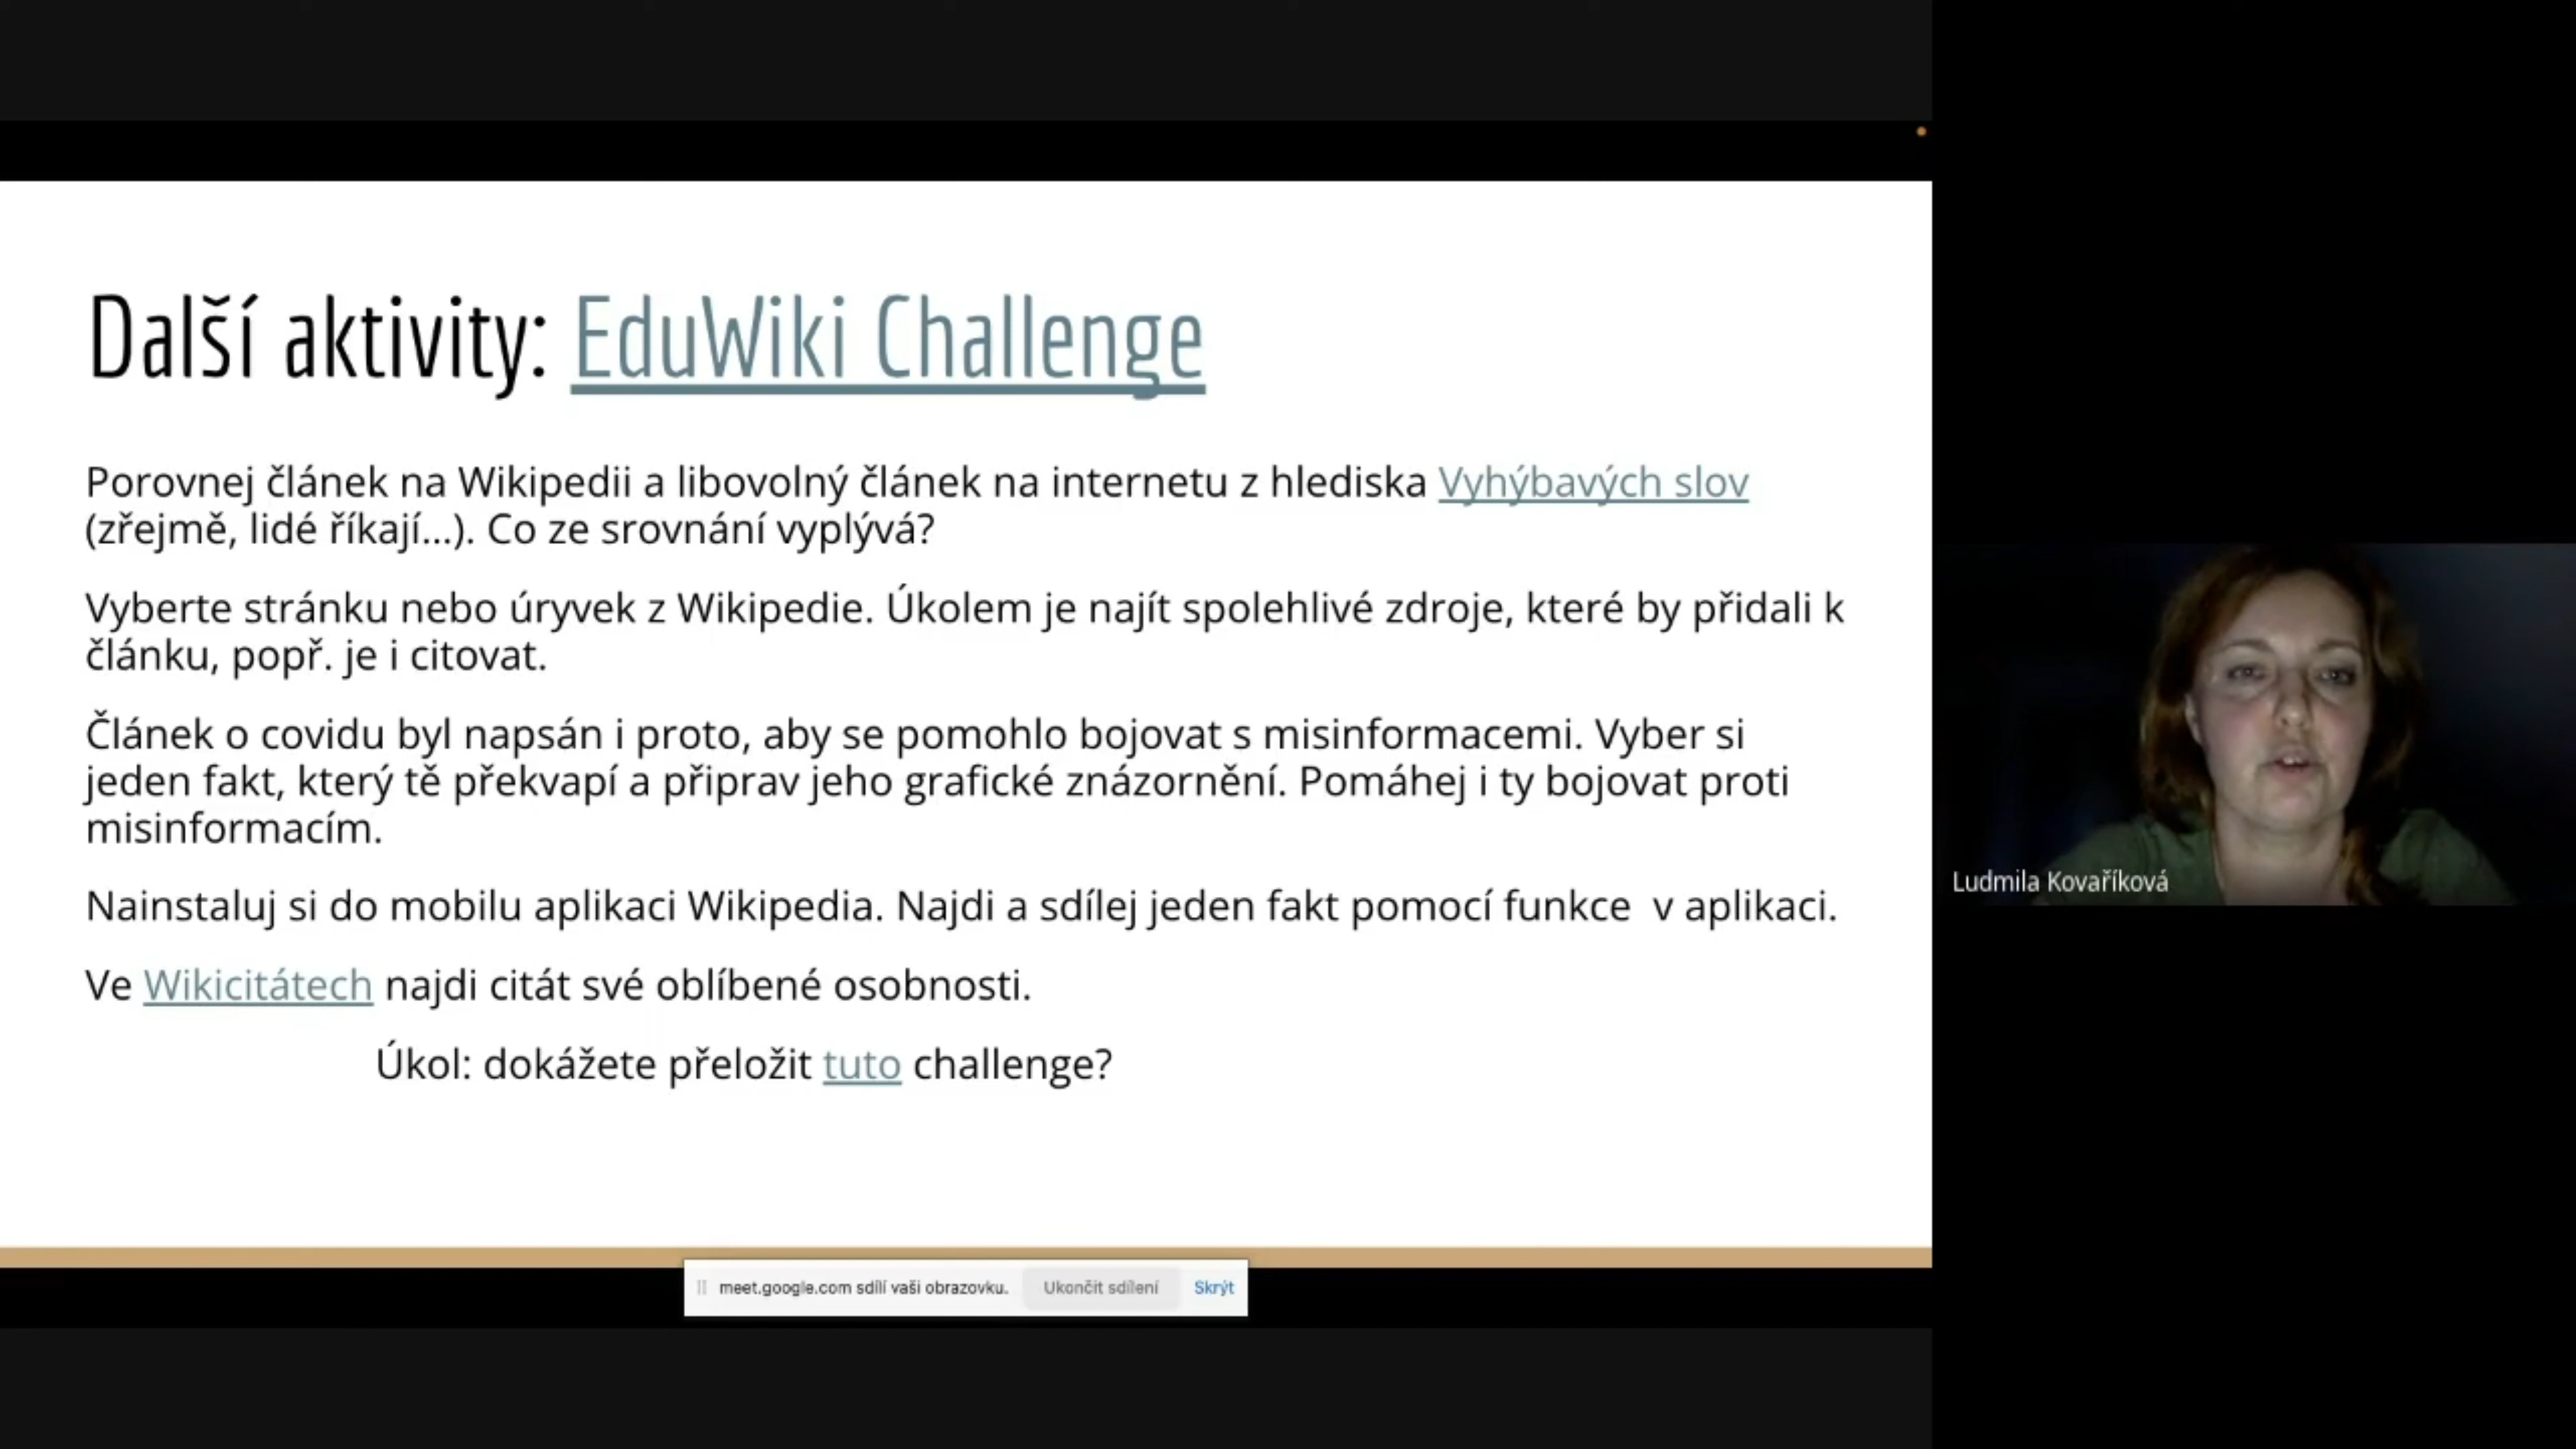 Další aktivity: EduWiki Challenge
Porovnej článek na Wikipedii a libovolný článek na internetu z hlediska Vyhýbavých slov
(zřejmě, lidé říkají...). Co ze srovnání vyplývá?
Vyberte stránku nebo úryvek z Wikipedie. Úkolem je najít spolehlivé zdroje, které by přidali k
článku, popř. je i citovat.
Článek o covidu byl napsán i proto, aby se pomohlo bojovat s misinformacemi. Vyber si
jeden fakt, který tě překvapí a připrav jeho grafické znázornění. Pomáhej i ty bojovat proti
misinformacím.
Nainstaluj si do mobilu aplikaci Wikipedia. Najdi a sdílej jeden fakt pomocí funkce  v aplikaci.
Ve Wikicitátech najdi citát své oblíbené osobnosti.
Úkol: dokážete přeložit tuto challenge?
Ludmila Kovaříková
meet.google.com sdílí vaši obrazovku. Ukončit sdílení Skrýt